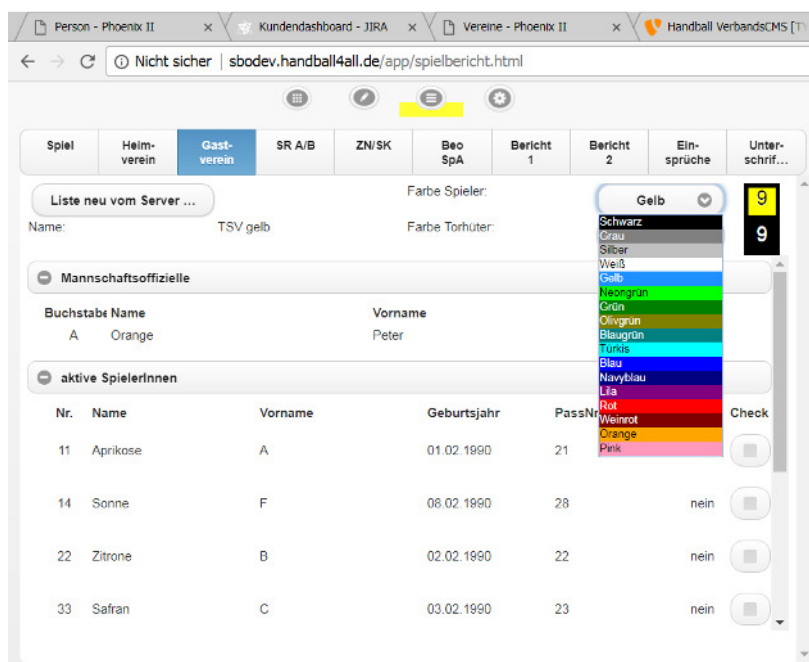 Person - Phoenix II × Kundendashboard - JIRA × Vereine - Phoenix II × Handball VerbandsCMS [TY
Nicht sicher | sbodev.handball4all.de/app/spielbericht.html
Spiel Heim-verein Gast-verein SR A/B ZN/SK Beo SpA Bericht 1 Bericht 2 Ein-sprüche Unter-schrif...
Liste neu vom Server ... Farbe Spieler: Gelb 9
Name: TSV gelb Farbe Torhüter: 9
Schwarz
Grau
Silber
Weiß
Gelb
Neongrün
Grün
Olivgrün
Blaugrün
Türkis
Blau
Navyblau
Lila
Rot
Weinrot
Orange
Pink
Mannschaftsoffizielle
Buchstabe Name Vorname
A Orange Peter
aktive SpielerInnen
Nr. Name Vorname Geburtsjahr PassNr Check
11 Aprikose A 01.02.1990 21
14 Sonne F 08.02.1990 28 nein
22 Zitrone B 02.02.1990 22 nein
33 Safran C 03.02.1990 23 nein